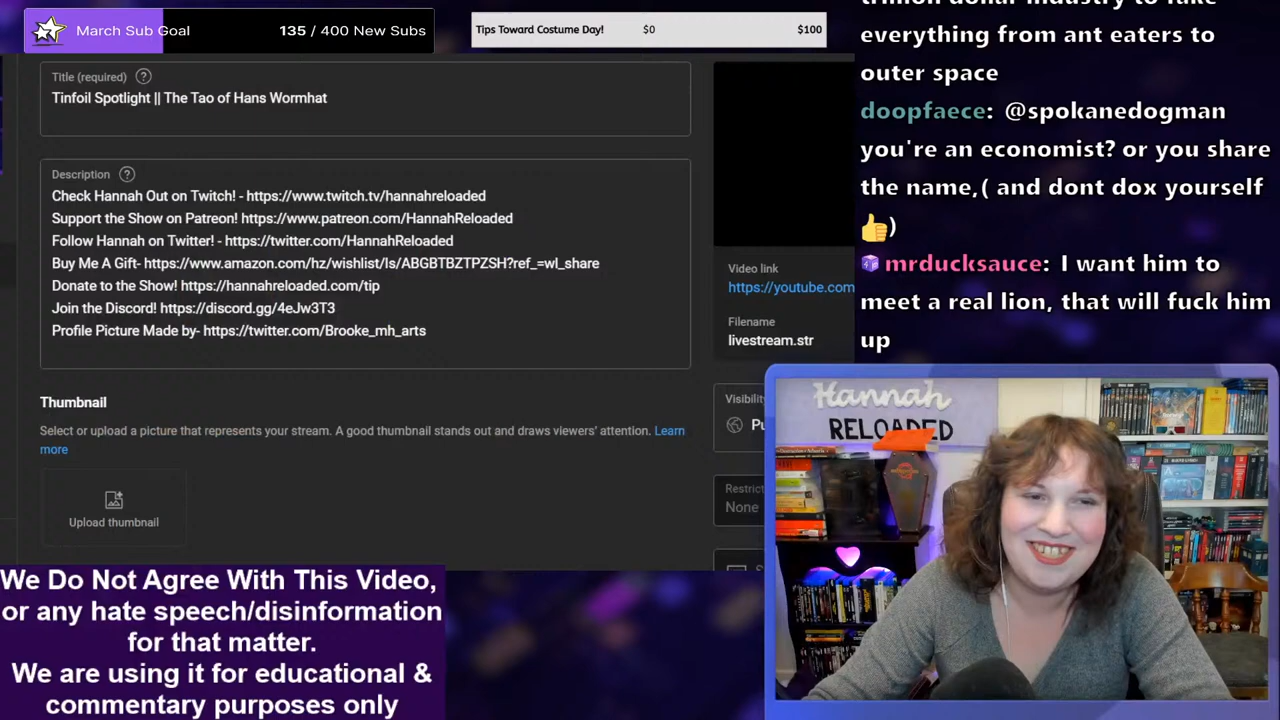 March Sub Goal
135 / 400 New Subs
Tips Toward Costume Day!
$0
$100
Title (required)
Tinfoil Spotlight || The Tao of Hans Wormhat
Description
Check Hannah Out on Twitch! - https://www.twitch.tv/hannahreloaded
Support the Show on Patreon! https://www.patreon.com/HannahReloaded
Follow Hannah on Twitter! - https://twitter.com/HannahReloaded
Buy Me A Gift- https://www.amazon.com/hz/wishlist/ls/ABGBTBZTPZSH?ref_=wl_share
Donate to the Show! https://hannahreloaded.com/tip
Join the Discord! https://discord.gg/4eJw3T3
Profile Picture Made by- https://twitter.com/Brooke_mh_arts
Thumbnail
Select or upload a picture that represents your stream. A good thumbnail stands out and draws viewers' attention. Learn
more
Upload thumbnail
Video link
https://youtube.com
Filename
livestream.str
Visibility
Pu
Restrict
None
We Do Not Agree With This Video,
or any hate speech/disinformation
for that matter.
We are using it for educational &
commentary purposes only
everything from ant eaters to
outer space
doopfaece: @spokanedogman
you're an economist? or you share
the name,( and dont dox yourself
👍)
mrducksauce: I want him to
meet a real lion, that will fuck him
up
Hannah
RELOADED